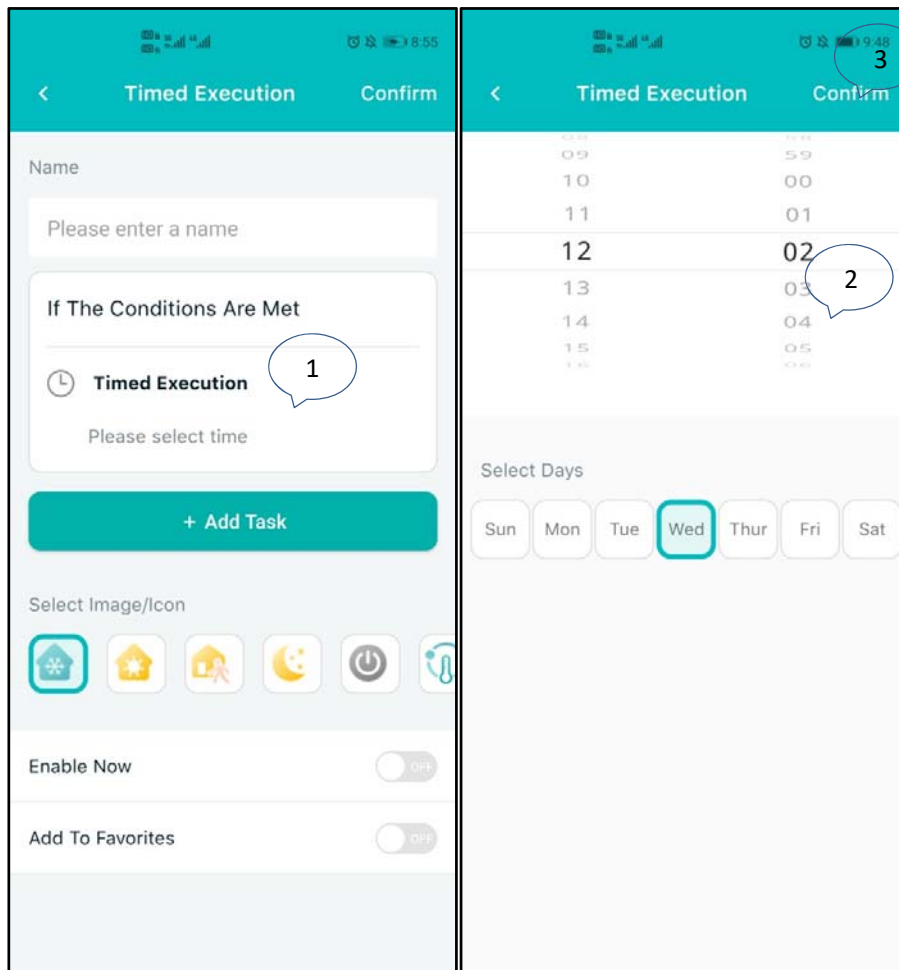 8:55
Timed Execution Confirm
Name
Please enter a name
If The Conditions Are Met
1
Timed Execution
Please select time
+ Add Task
Select Image/Icon
Enable Now
OFF
Add To Favorites
OFF
9:48
3
Timed Execution Confirm
09 59
10 00
11 01
12 02
2
13 03
14 04
15 05
16 06
Select Days
Sun Mon Tue Wed Thur Fri Sat